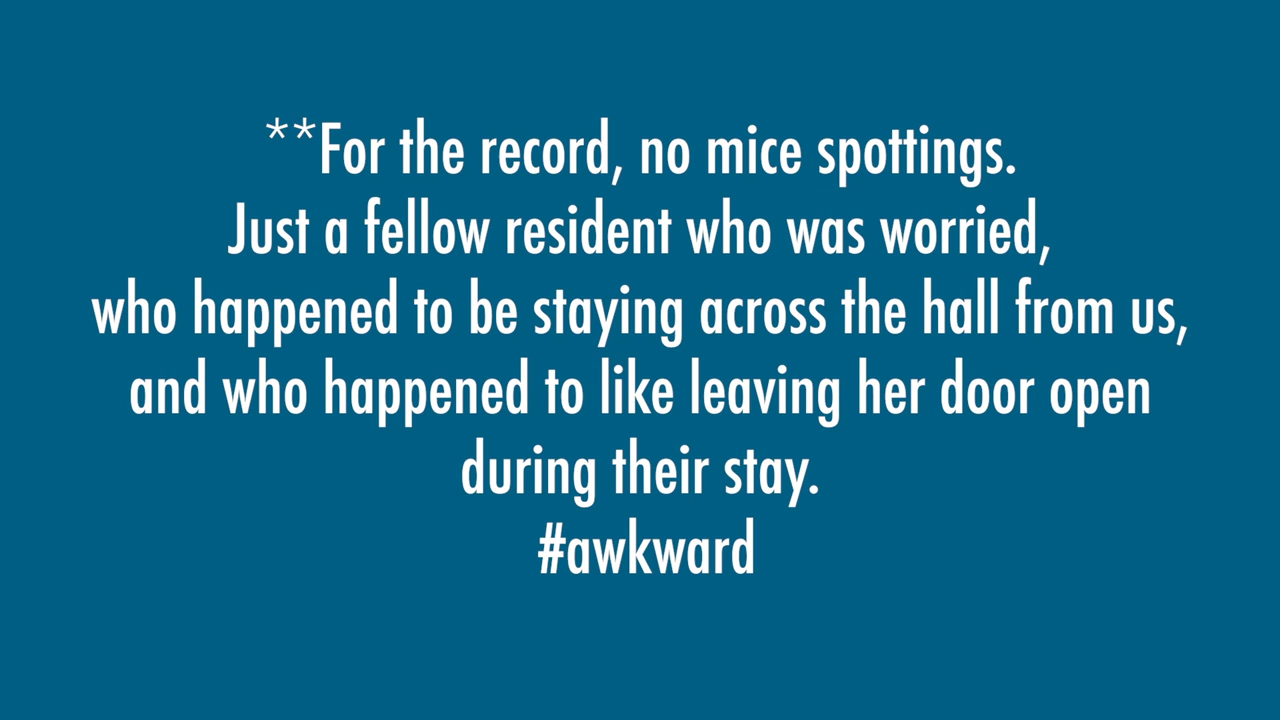 **For the record, no mice spottings.
Just a fellow resident who was worried,
who happened to be staying across the hall from us,
and who happened to like leaving her door open
during their stay.
#awkward